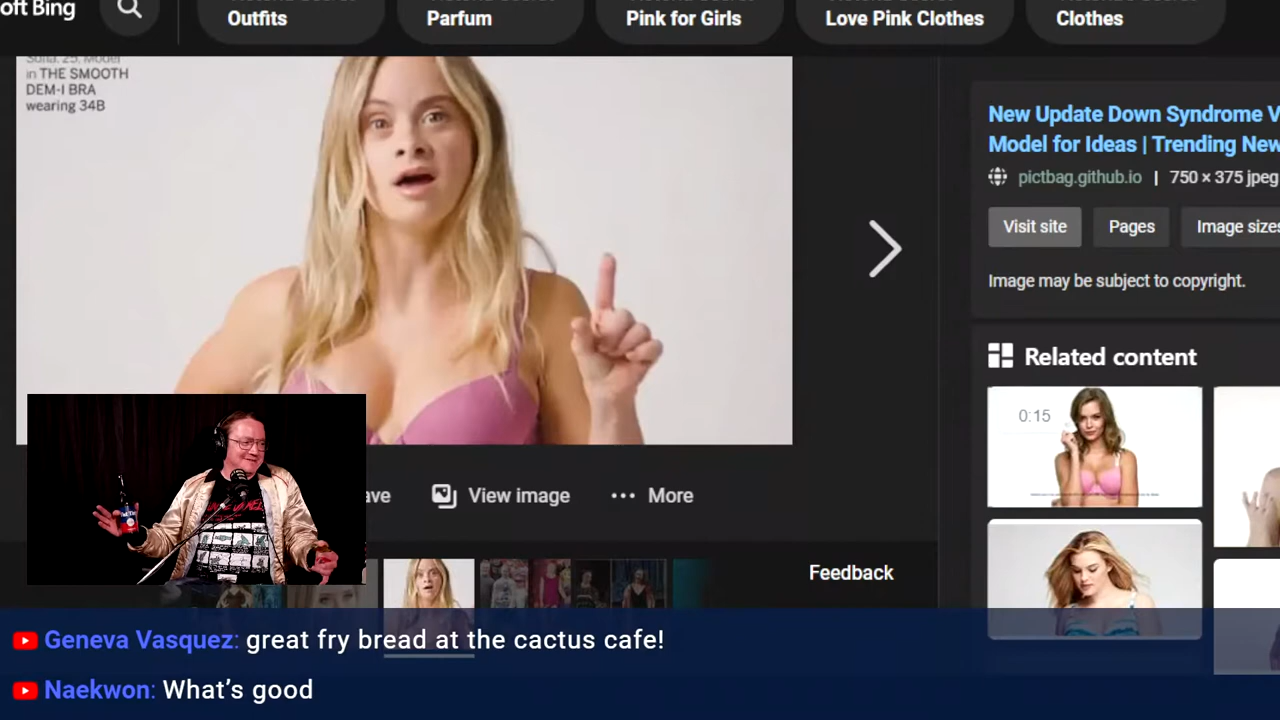 oft Bing
Outfits
Parfum
Pink for Girls
Love Pink Clothes
Clothes
Sofia. 25, Model
in THE SMOOTH
DEM-I BRA
wearing 34B
New Update Down Syndrome V
Model for Ideas | Trending New
pictbag.github.io | 750 × 375 jpeg
Visit site
Pages
Image sizes
Image may be subject to copyright.
Related content
0:15
ave
View image
More
Feedback
Geneva Vasquez: great fry bread at the cactus cafe!
Naekwon: What's good